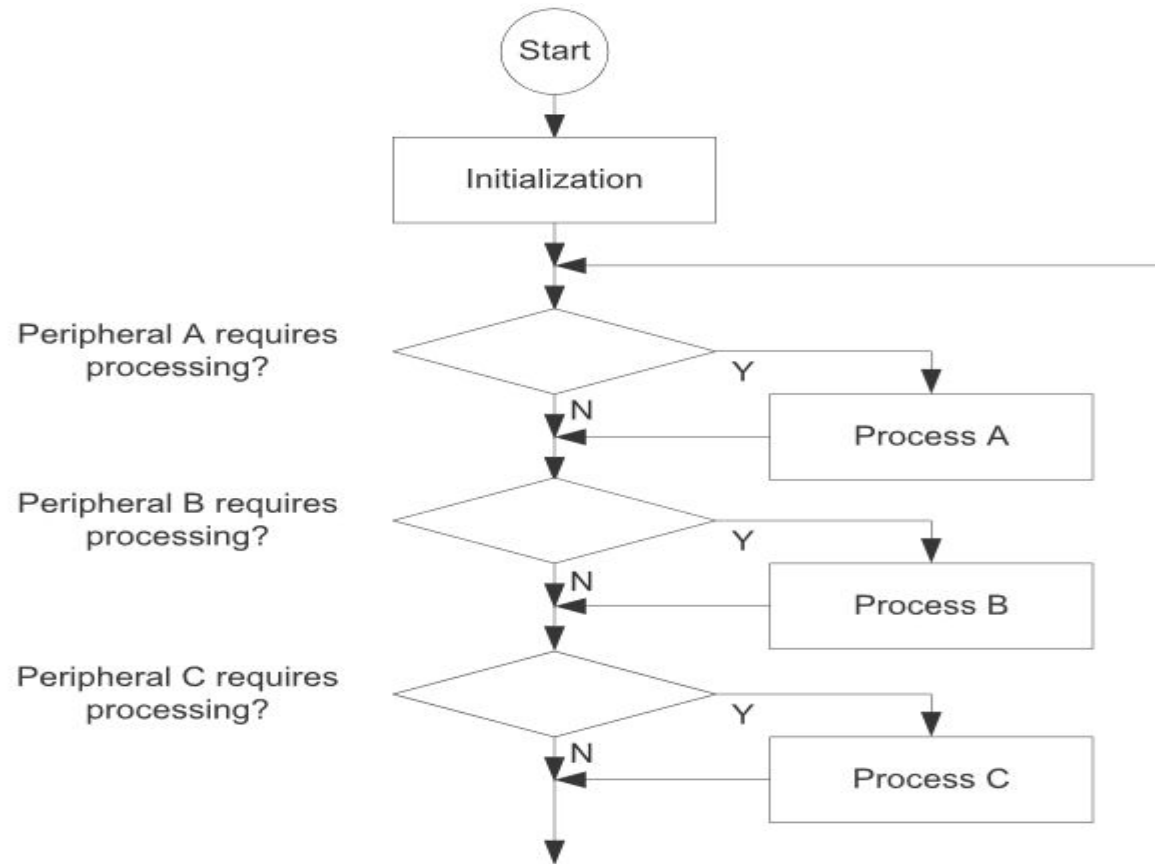 Start
Initialization
Peripheral A requires
processing?
Y
N
Process A
Peripheral B requires
processing?
Y
N
Process B
Peripheral C requires
processing?
Y
N
Process C